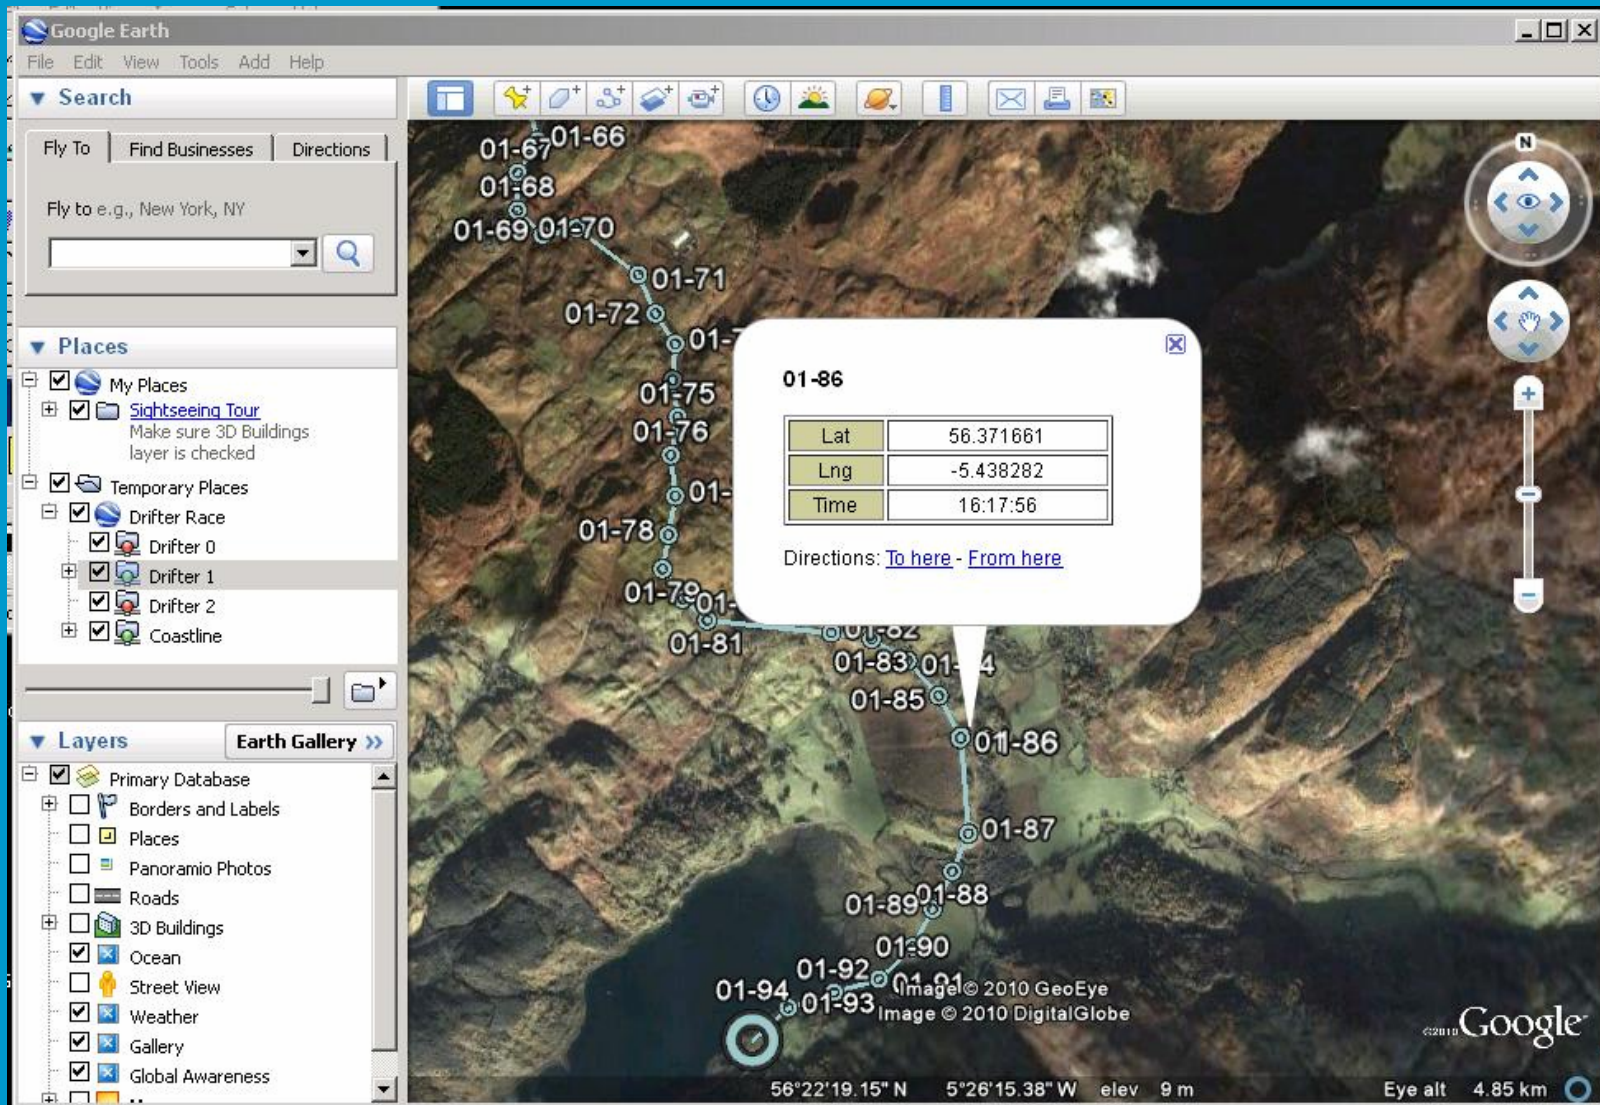 Google Earth
File Edit View Tools Add Help
Search
Fly To Find Businesses Directions
Fly to e.g., New York, NY
Places
My Places
Sightseeing Tour
Make sure 3D Buildings
layer is checked
Temporary Places
Drifter Race
Drifter 0
Drifter 1
Drifter 2
Coastline
Layers Earth Gallery »
Primary Database
Borders and Labels
Places
Panoramio Photos
Roads
3D Buildings
Ocean
Street View
Weather
Gallery
Global Awareness
01-66
01-67
01-68
01-69 01-70
01-71
01-72
01-75
01-76
01-78
01-79
01-81
01-82
01-83
01-85
01-86
01-87
01-88
01-89
01-90
01-91
01-92
01-93
01-94
N
01-86
Lat 56.371661
Lng -5.438282
Time 16:17:56
Directions: To here - From here
Image © 2010 GeoEye
Image © 2010 DigitalGlobe
©2010 Google
56°22'19.15" N 5°26'15.38" W elev 9 m Eye alt 4.85 km